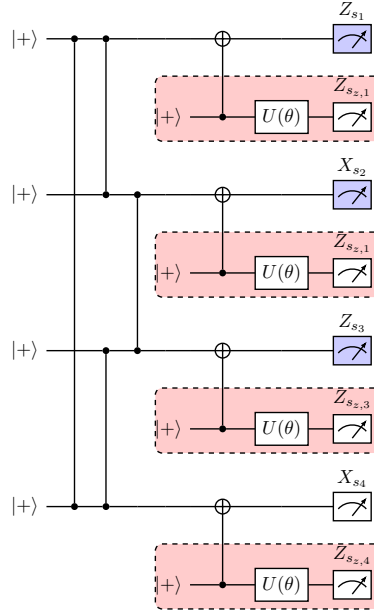 Z_{s_1}
|+⟩
Z_{s_{z,1}}
|+⟩ U(θ)
X_{s_2}
|+⟩
Z_{s_{z,1}}
|+⟩ U(θ)
Z_{s_3}
|+⟩
Z_{s_{z,3}}
|+⟩ U(θ)
X_{s_4}
|+⟩
Z_{s_{z,4}}
|+⟩ U(θ)